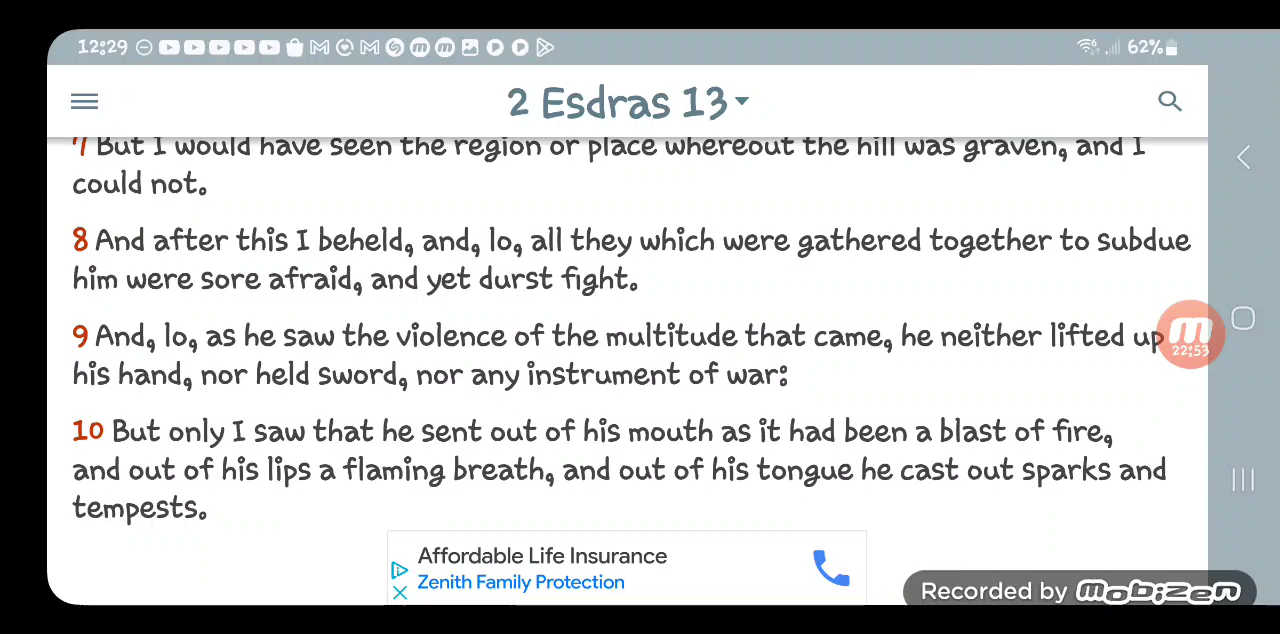 12:29
62%
2 Esdras 13
7 But I would have seen the region or place whereout the hill was graven, and I
could not.
8 And after this I beheld, and, lo, all they which were gathered together to subdue
him were sore afraid, and yet durst fight.
9 And, lo, as he saw the violence of the multitude that came, he neither lifted up
his hand, nor held sword, nor any instrument of war:
22:53
10 But only I saw that he sent out of his mouth as it had been a blast of fire,
and out of his lips a flaming breath, and out of his tongue he cast out sparks and
tempests.
Affordable Life Insurance
Zenith Family Protection
Recorded by mobizen